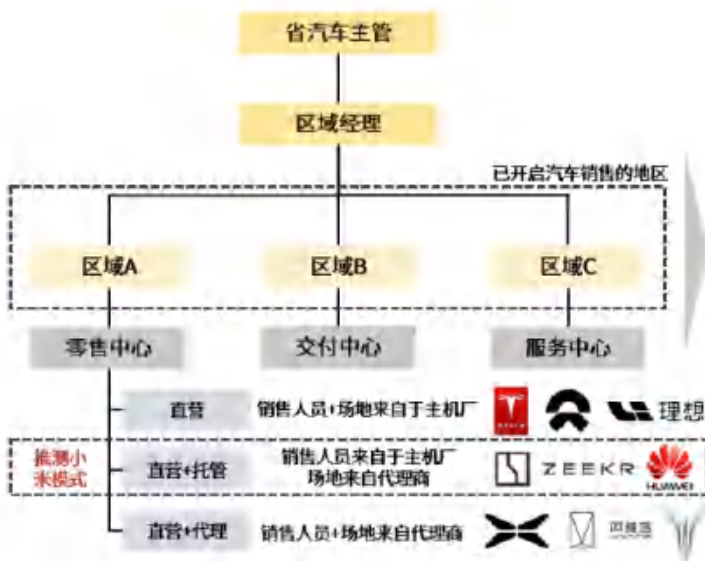 省汽车主管
区域经理
已开启汽车销售的地区
区域A
区域B
区域C
零售中心
交付中心
服务中心
直营
销售人员+场地来自于主机厂
理想
推测小
米模式
直营+托管
销售人员来自于主机厂
场地来自代理商
ZEEKR
HUAWEI
直营+代理
销售人员+场地来自代理商